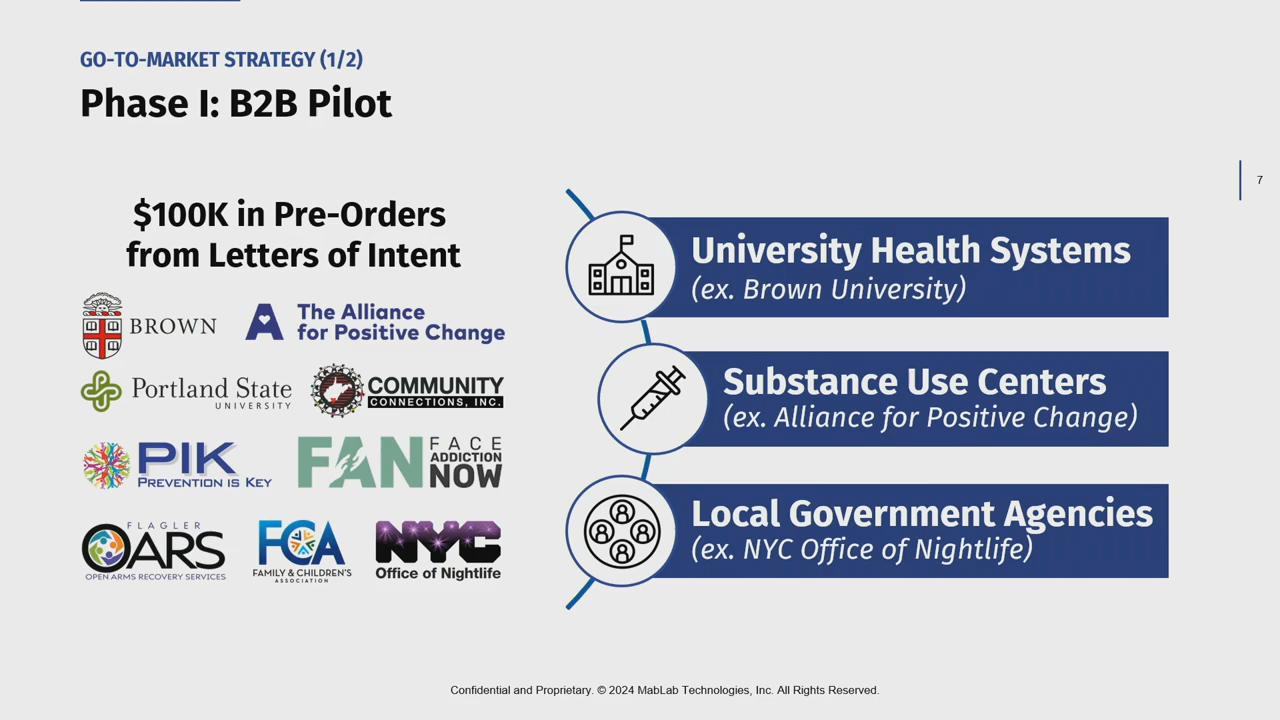 GO-TO-MARKET STRATEGY (1/2)
Phase I: B2B Pilot
7
$100K in Pre-Orders
from Letters of Intent
BROWN
The Alliance
for Positive Change
Portland State
UNIVERSITY
COMMUNITY
CONNECTIONS, INC.
PIK
PREVENTION IS KEY
FAN
FACE
ADDICTION
NOW
FLAGLER
OARS
OPEN ARMS RECOVERY SERVICES
FCA
FAMILY & CHILDREN'S
ASSOCIATION
NYC
Office of Nightlife
University Health Systems
(ex. Brown University)
Substance Use Centers
(ex. Alliance for Positive Change)
Local Government Agencies
(ex. NYC Office of Nightlife)
Confidential and Proprietary. © 2024 MabLab Technologies, Inc. All Rights Reserved.